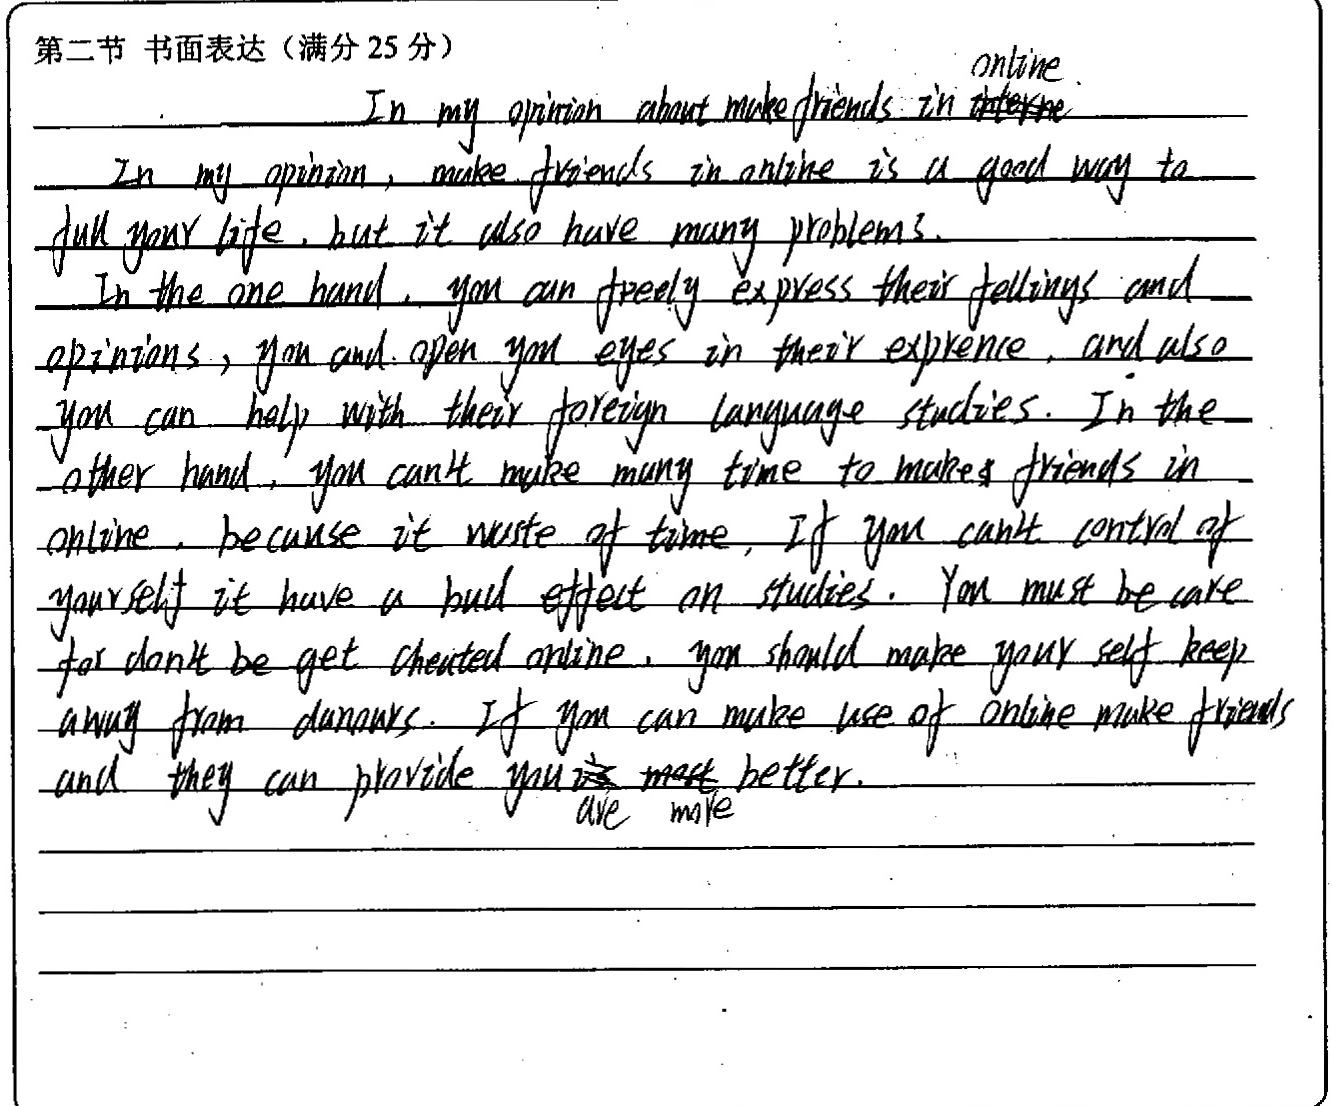 第二节 书面表达（满分 25 分）
In my opinion about make friends in online
In my opinion, make friends in online is a good way to
full your life, but it also have many problems.
In the one hand, you can freely express their fellings and
opinions, you and open you eyes in their exprence, and also
you can help with their foreign language studies. In the
other hand, you can't make many time to makes friends in
online, because it waste of time, If you can't control of
yourself it have a bad effect on studies. You must be care
for don't be get cheated online, you should make your self keep
away from danours. If you can make use of online make friends
and they can provide you are more better.